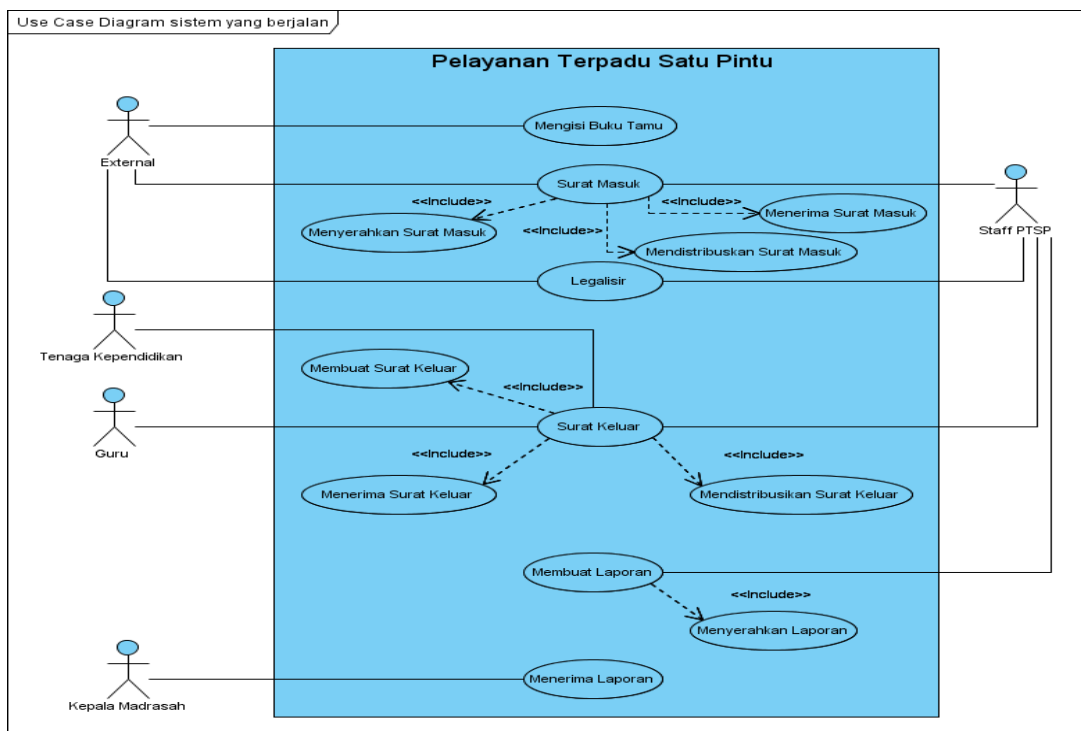 Use Case Diagram sistem yang berjalan
Pelayanan Terpadu Satu Pintu
Mengisi Buku Tamu
External
Surat Masuk
<<Include>>
<<Include>>
Menyerahkan Surat Masuk
Menerima Surat Masuk
<<Include>>
Mendistribuskan Surat Masuk
Staff PTSP
Legalisir
Tenaga Kependidikan
Membuat Surat Keluar
<<Include>>
Surat Keluar
Guru
<<Include>>
<<Include>>
Menerima Surat Keluar
Mendistribusikan Surat Keluar
Membuat Laporan
<<Include>>
Menyerahkan Laporan
Menerima Laporan
Kepala Madrasah